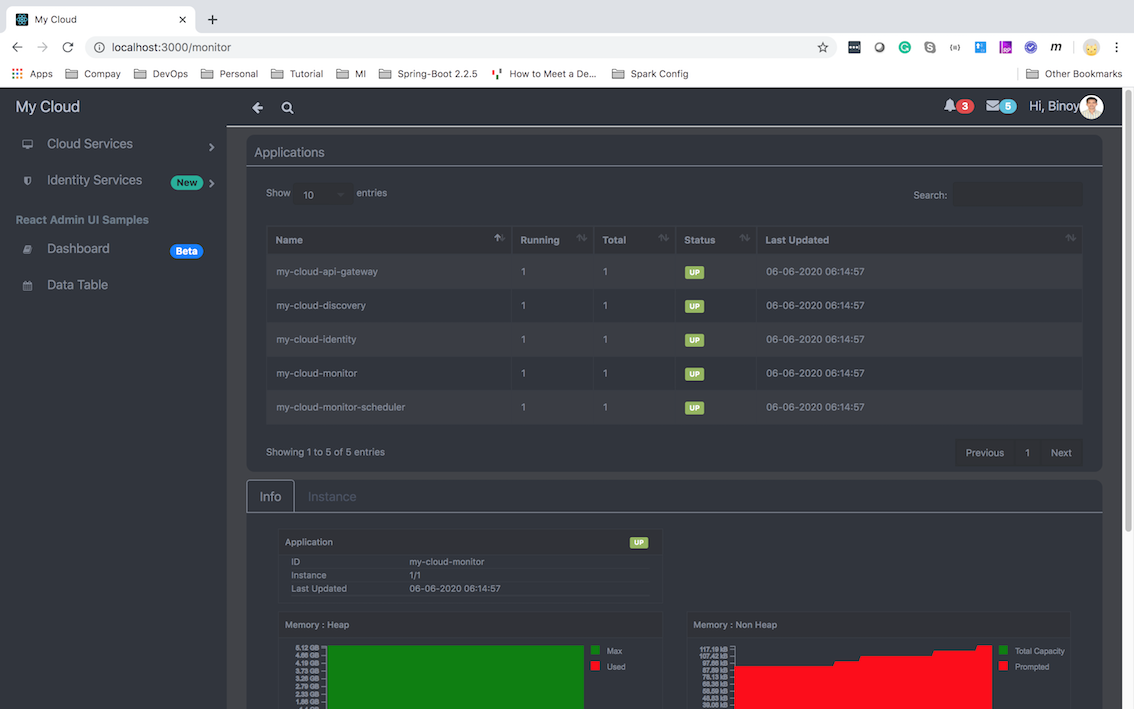 My Cloud
localhost:3000/monitor
Apps Compay DevOps Personal Tutorial MI Spring-Boot 2.2.5 How to Meet a De... Spark Config Other Bookmarks
My Cloud
3 5 Hi, Binoy
Cloud Services
Identity Services New
React Admin UI Samples
Dashboard Beta
Data Table
Applications
Show 10 entries Search:
Name Running Total Status Last Updated
my-cloud-api-gateway 1 1 UP 06-06-2020 06:14:57
my-cloud-discovery 1 1 UP 06-06-2020 06:14:57
my-cloud-identity 1 1 UP 06-06-2020 06:14:57
my-cloud-monitor 1 1 UP 06-06-2020 06:14:57
my-cloud-monitor-scheduler 1 1 UP 06-06-2020 06:14:57
Showing 1 to 5 of 5 entries Previous 1 Next
Info Instance
Application UP
ID my-cloud-monitor
Instance 1/1
Last Updated 06-06-2020 06:14:57
Memory : Heap
5.12 GB
4.66 GB
4.19 GB
3.73 GB
3.26 GB
2.79 GB
2.33 GB
1.86 GB
Max
Used
Memory : Non Heap
117.19 kB
107.42 kB
97.66 kB
87.89 kB
78.13 kB
68.36 kB
58.59 kB
48.83 kB
39.06 kB
Total Capacity
Prompted